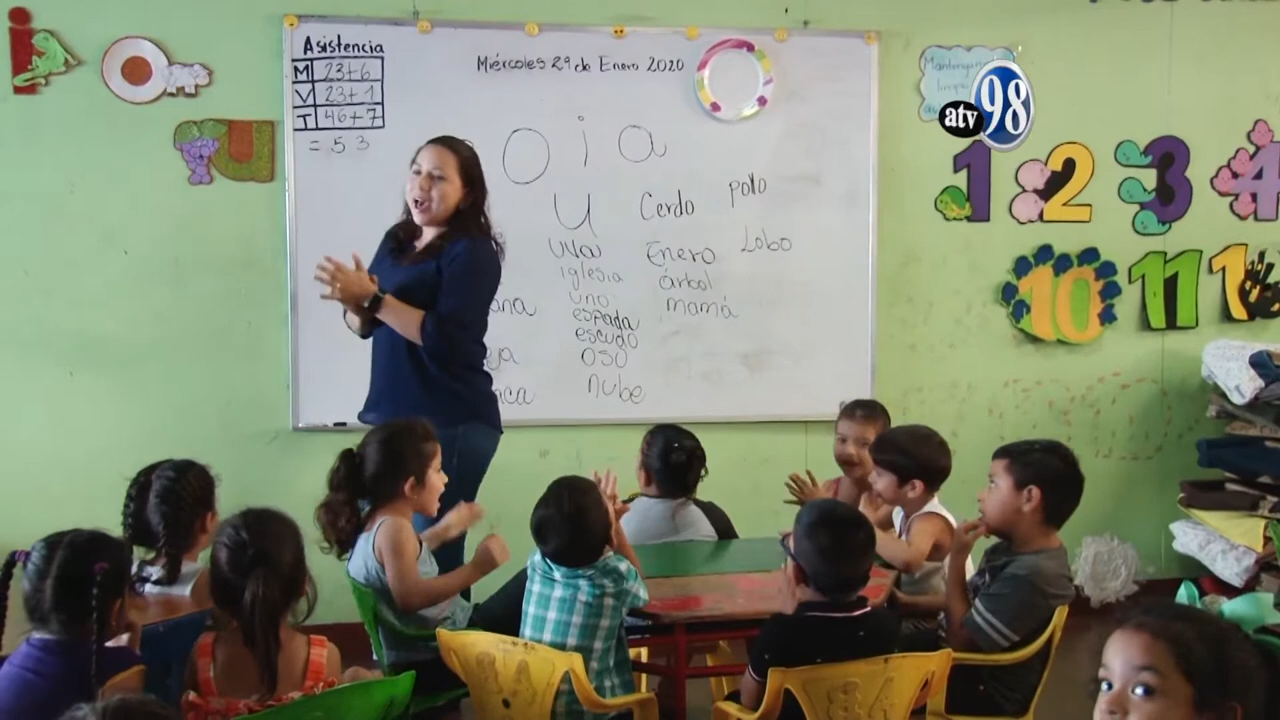 Asistencia
M 23+6
V 23+1
T 46+7
= 53
Miércoles 29 de Enero 2020
O i a
U
Cerdo
pollo
uva
Enero
Lobo
iglesia
árbol
uno
mamá
espada
escudo
oso
nube
atv 98
i
o
u
1 2 3 4
10 11